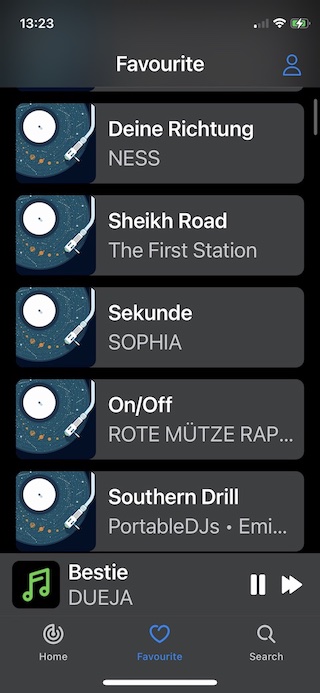 13:23
Favourite
Deine Richtung
NESS
Sheikh Road
The First Station
Sekunde
SOPHIA
On/Off
ROTE MÜTZE RAP...
Southern Drill
PortableDJs • Emi...
Bestie
DUEJA
Home
Favourite
Search